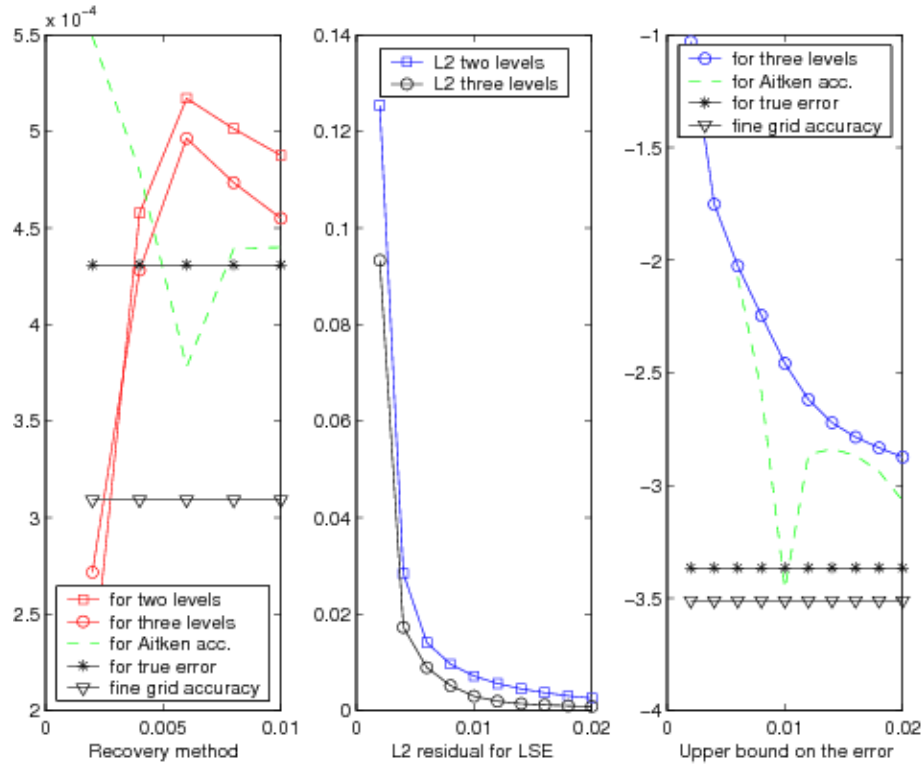 x 10⁻⁴
5.5
5
4.5
4
3.5
3
2.5
2
0
0.005
0.01
Recovery method
for two levels
for three levels
for Aitken acc.
for true error
fine grid accuracy
0.14
0.12
0.1
0.08
0.06
0.04
0.02
0
0
0.01
0.02
L2 residual for LSE
L2 two levels
L2 three levels
-1
-1.5
-2
-2.5
-3
-3.5
-4
0
0.01
0.02
Upper bound on the error
for three levels
for Aitken acc.
for true error
fine grid accuracy